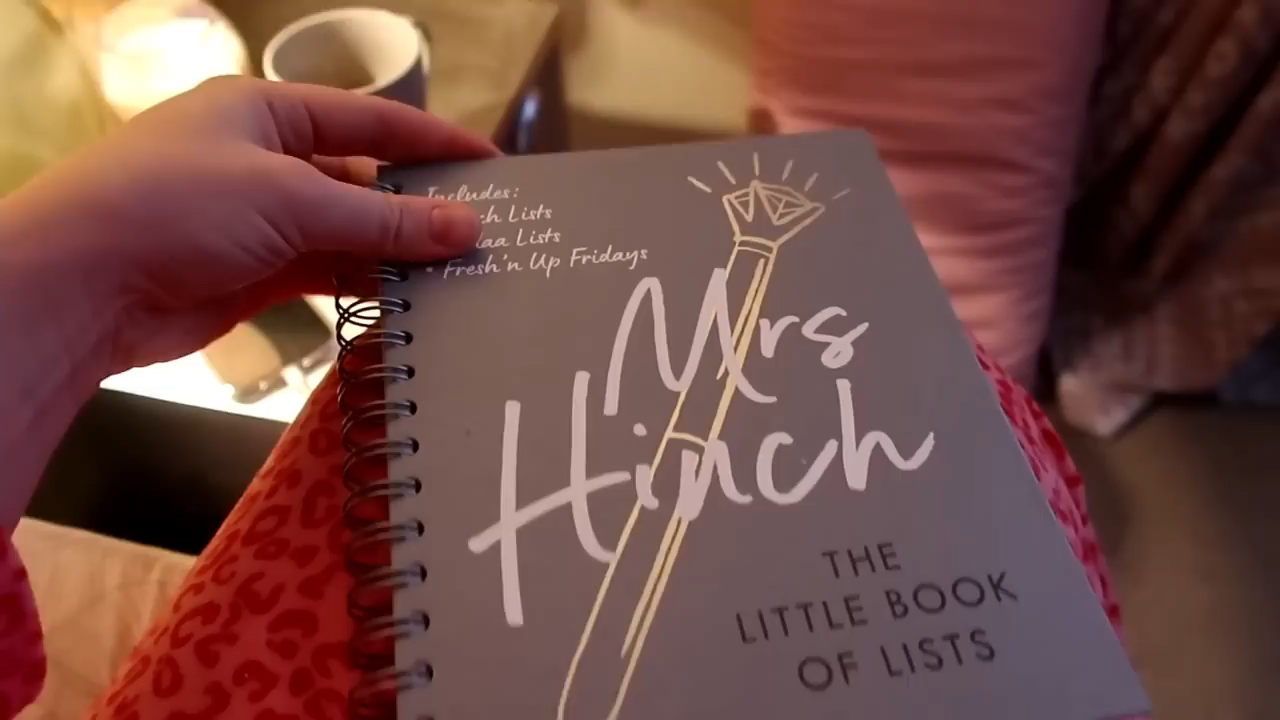 Includes:
Lists
Lists
• Fresh'n Up Fridays
Mrs
Hinch
THE
LITTLE BOOK
OF LISTS